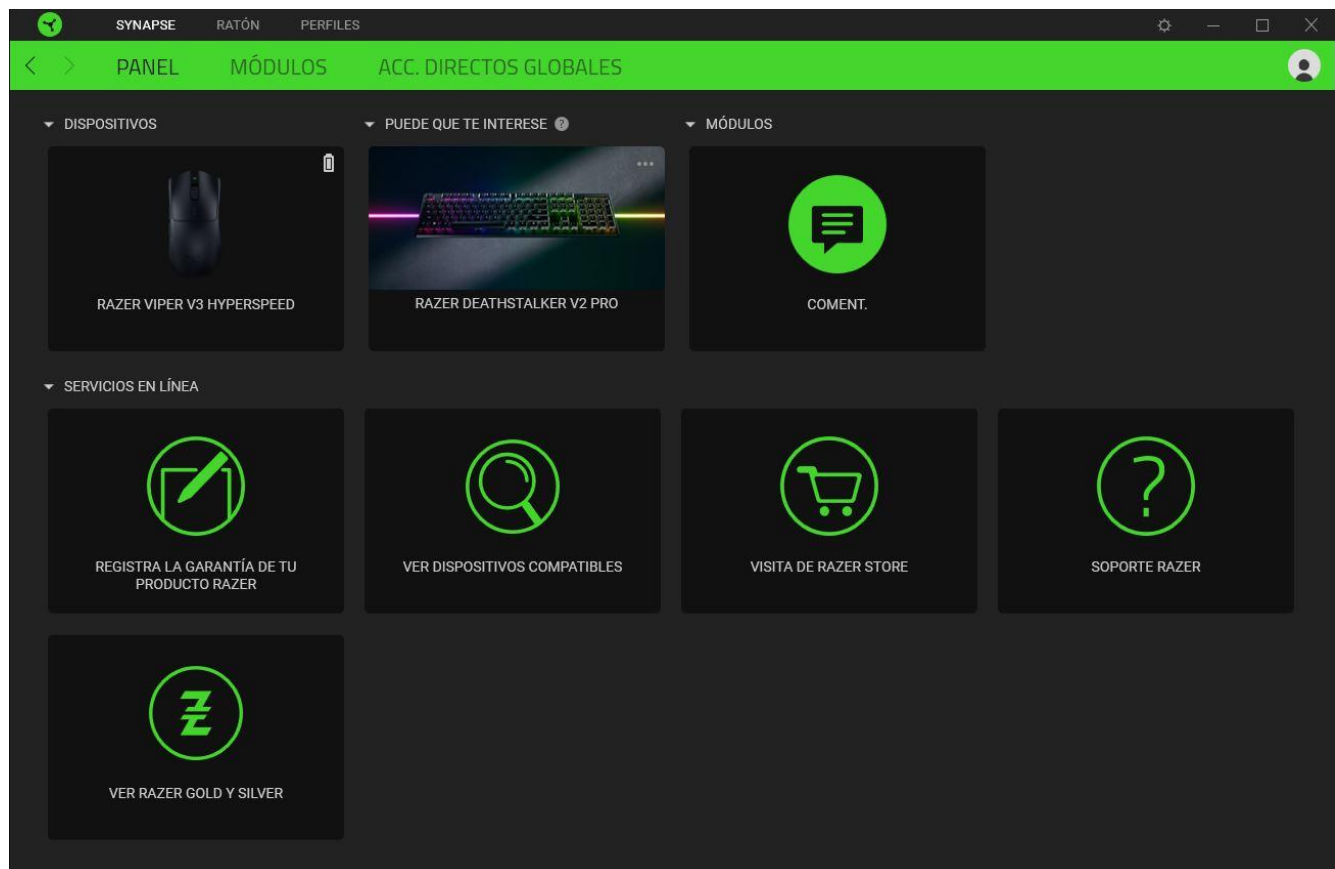 SYNAPSE RATÓN PERFILES
PANEL MÓDULOS ACC. DIRECTOS GLOBALES
DISPOSITIVOS
PUEDE QUE TE INTERESE ?
MÓDULOS
RAZER VIPER V3 HYPERSPEED
RAZER DEATHSTALKER V2 PRO
COMENT.
SERVICIOS EN LÍNEA
REGISTRA LA GARANTÍA DE TU
PRODUCTO RAZER
VER DISPOSITIVOS COMPATIBLES
VISITA DE RAZER STORE
?
SOPORTE RAZER
VER RAZER GOLD Y SILVER